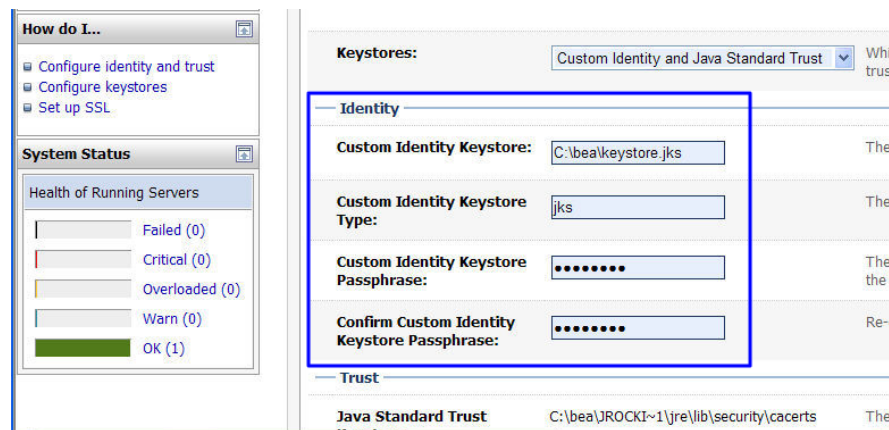 How do I...
Configure identity and trust
Configure keystores
Set up SSL
System Status
Health of Running Servers
Failed (0)
Critical (0)
Overloaded (0)
Warn (0)
OK (1)
Keystores:
Custom Identity and Java Standard Trust
Identity
Custom Identity Keystore:
C:\bea\keystore.jks
The
Custom Identity Keystore
Type:
jks
The
Custom Identity Keystore
Passphrase:
••••••••
The
the
Confirm Custom Identity
Keystore Passphrase:
••••••••
Re-
Trust
Java Standard Trust
C:\bea\JROCKI~1\jre\lib\security\cacerts
The